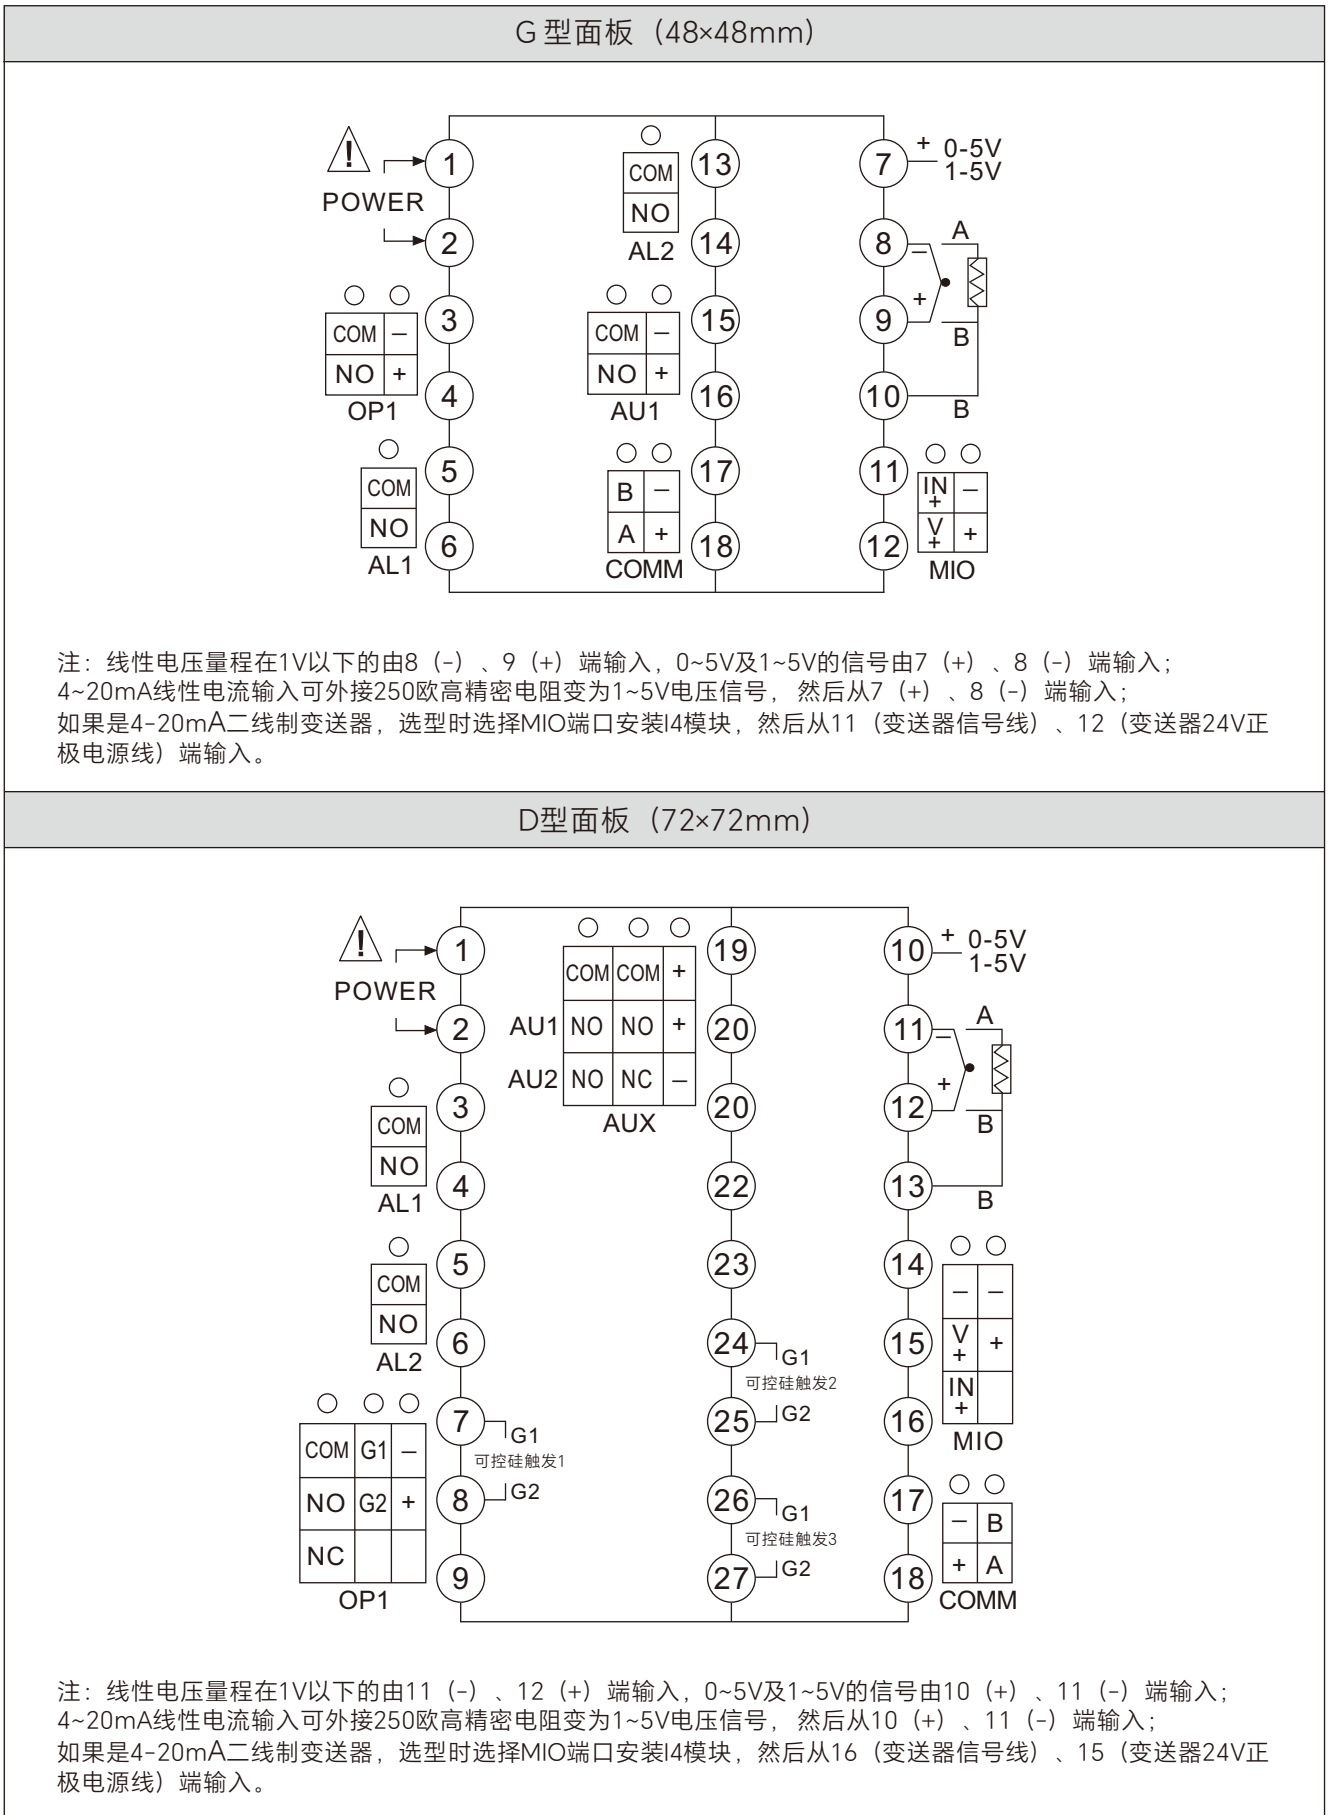 G 型面板（48×48mm）
POWER
1
2
COM
NO
AL2
13
14
7
+ 0-5V
1-5V
8
A
−
+
9
B
10
B
3
COM −
NO +
OP1
4
COM −
NO +
AU1
15
16
5
COM
NO
AL1
6
B −
A +
COMM
17
18
11
12
IN+ −
V+ +
MIO
注：线性电压量程在1V以下的由8（-）、9（+）端输入，0~5V及1~5V的信号由7（+）、8（-）端输入；
4~20mA线性电流输入可外接250欧高精密电阻变为1~5V电压信号，然后从7（+）、8（-）端输入；
如果是4-20mA二线制变送器，选型时选择MIO端口安装I4模块，然后从11（变送器信号线）、12（变送器24V正
极电源线）端输入。
D型面板（72×72mm）
POWER
1
2
COM COM +
AU1 NO NO +
AU2 NO NC −
AUX
19
20
20
10
+ 0-5V
1-5V
11
A
−
+
12
B
13
B
3
COM
NO
AL1
4
22
5
COM
NO
AL2
6
23
24
G1
可控硅触发2
25
G2
14
15
16
− −
V+ +
IN+
MIO
7
G1
可控硅触发1
8
G2
9
COM G1 −
NO G2 +
NC
OP1
26
G1
可控硅触发3
27
G2
17
18
− B
+ A
COMM
注：线性电压量程在1V以下的由11（-）、12（+）端输入，0~5V及1~5V的信号由10（+）、11（-）端输入；
4~20mA线性电流输入可外接250欧高精密电阻变为1~5V电压信号，然后从10（+）、11（-）端输入；
如果是4-20mA二线制变送器，选型时选择MIO端口安装I4模块，然后从16（变送器信号线）、15（变送器24V正
极电源线）端输入。